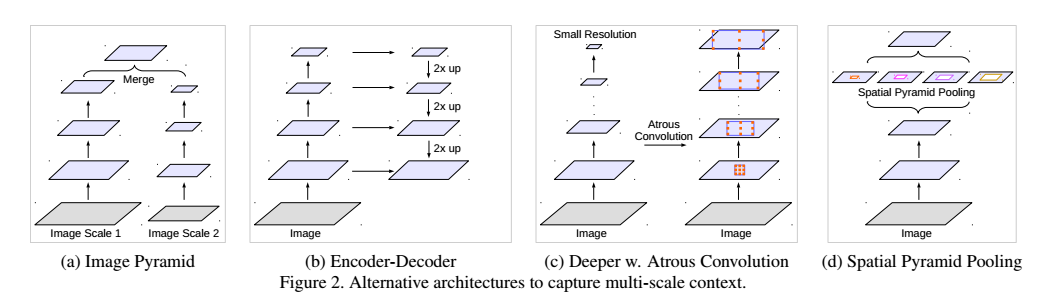 Merge
Image Scale 1
Image Scale 2
(a) Image Pyramid
2x up
2x up
2x up
Image
(b) Encoder-Decoder
Small Resolution
Atrous
Convolution
Image
Image
(c) Deeper w. Atrous Convolution
Spatial Pyramid Pooling
Image
(d) Spatial Pyramid Pooling
Figure 2. Alternative architectures to capture multi-scale context.